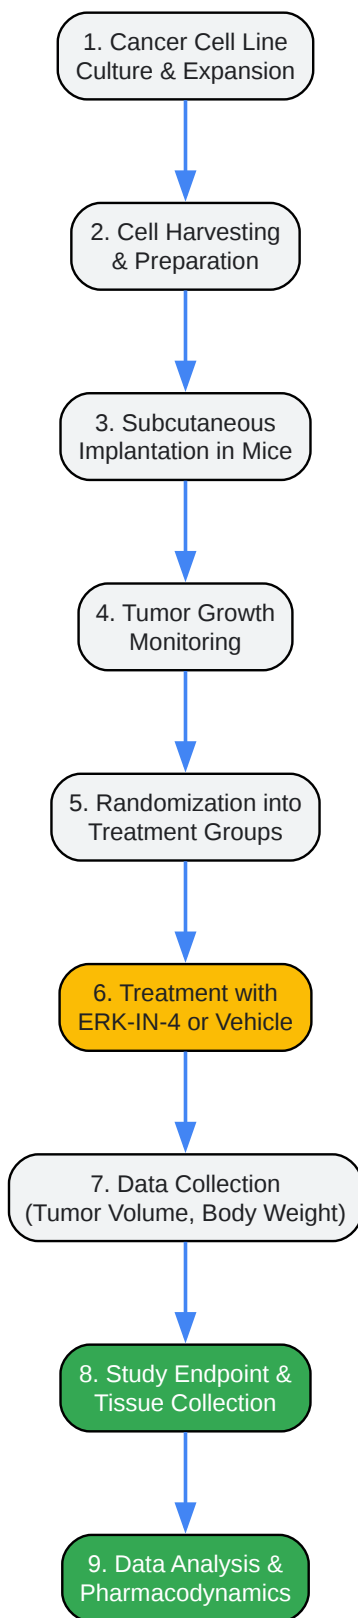 1. Cancer Cell Line
Culture & Expansion
2. Cell Harvesting
& Preparation
3. Subcutaneous
Implantation in Mice
4. Tumor Growth
Monitoring
5. Randomization into
Treatment Groups
6. Treatment with
ERK-IN-4 or Vehicle
7. Data Collection
(Tumor Volume, Body Weight)
8. Study Endpoint &
Tissue Collection
9. Data Analysis &
Pharmacodynamics